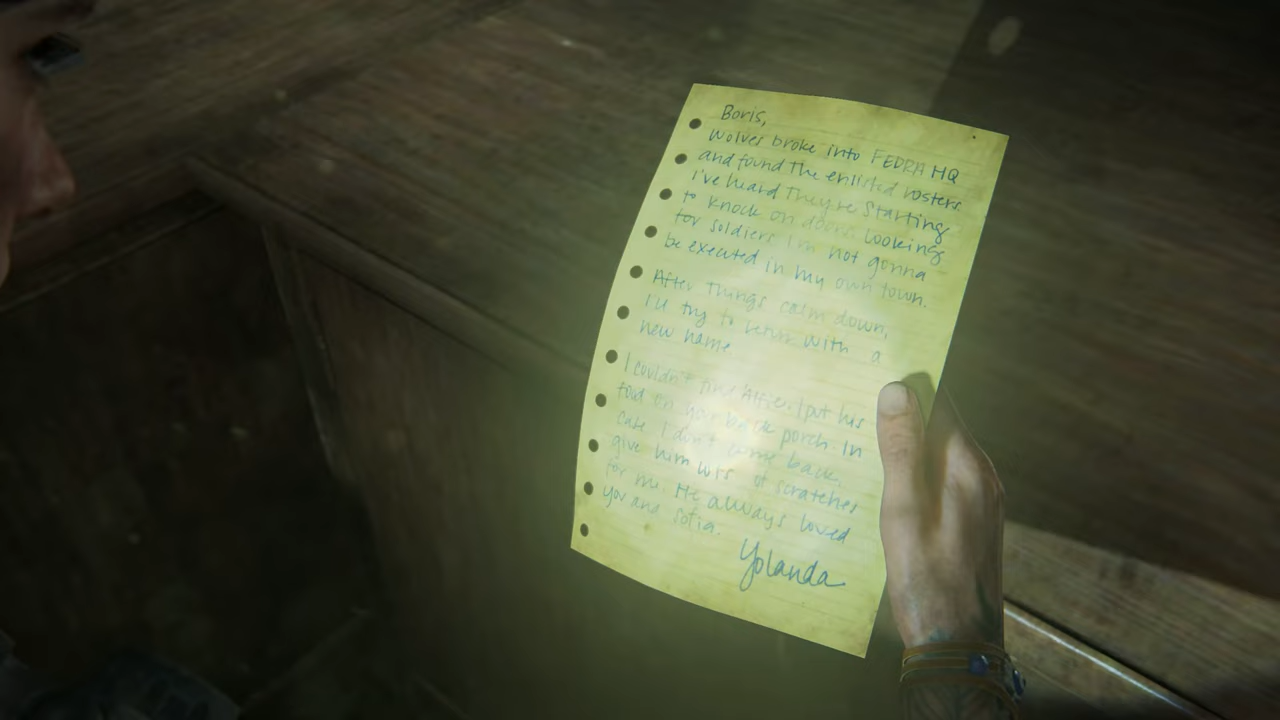 Boris,
Wolves broke into FEDRA HQ
and found the enlisted rosters.
I've heard they're starting
to knock on doors looking
for soldiers. I'm not gonna
be executed in my own town.
After things calm down,
I'll try to return with a
new name.
I couldn't find Alfie. I put his
food on your back porch in
case I don't come back.
give him lots of scratches
for me. He always loved
you and Sofia.
Yolanda